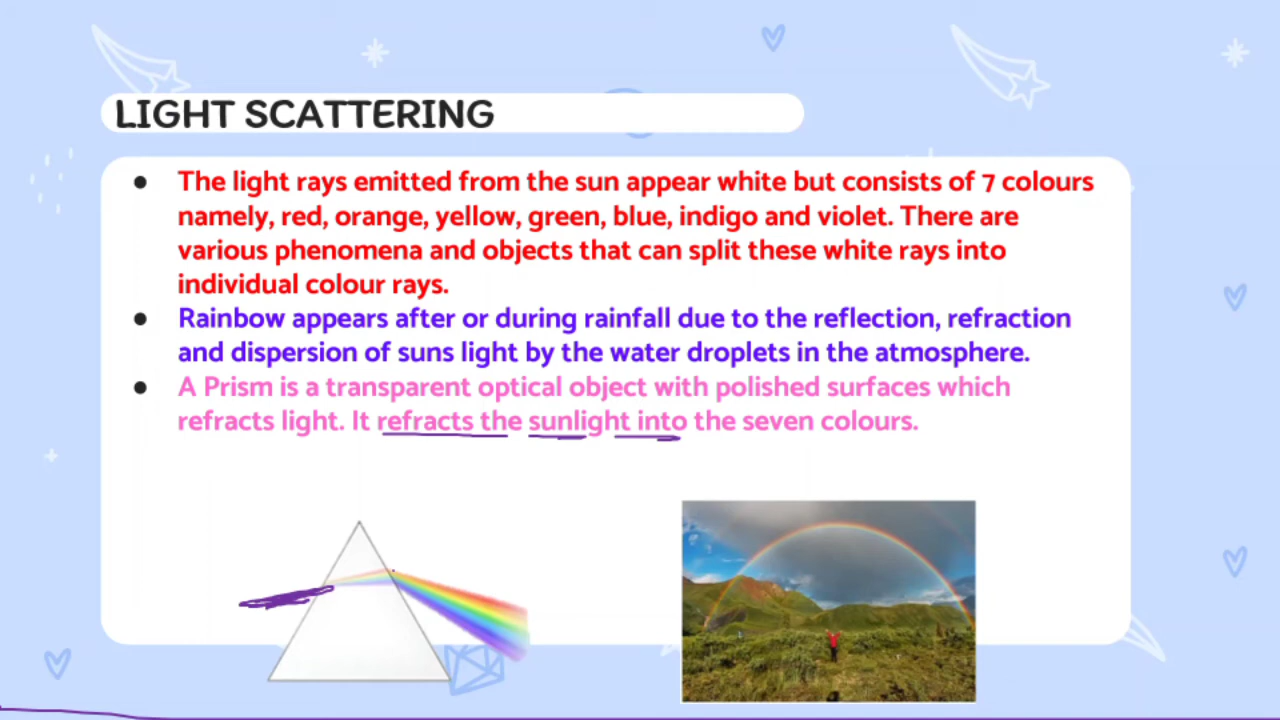 LIGHT SCATTERING
● The light rays emitted from the sun appear white but consists of 7 colours
namely, red, orange, yellow, green, blue, indigo and violet. There are
various phenomena and objects that can split these white rays into
individual colour rays.
● Rainbow appears after or during rainfall due to the reflection, refraction
and dispersion of suns light by the water droplets in the atmosphere.
● A Prism is a transparent optical object with polished surfaces which
refracts light. It refracts the sunlight into the seven colours.